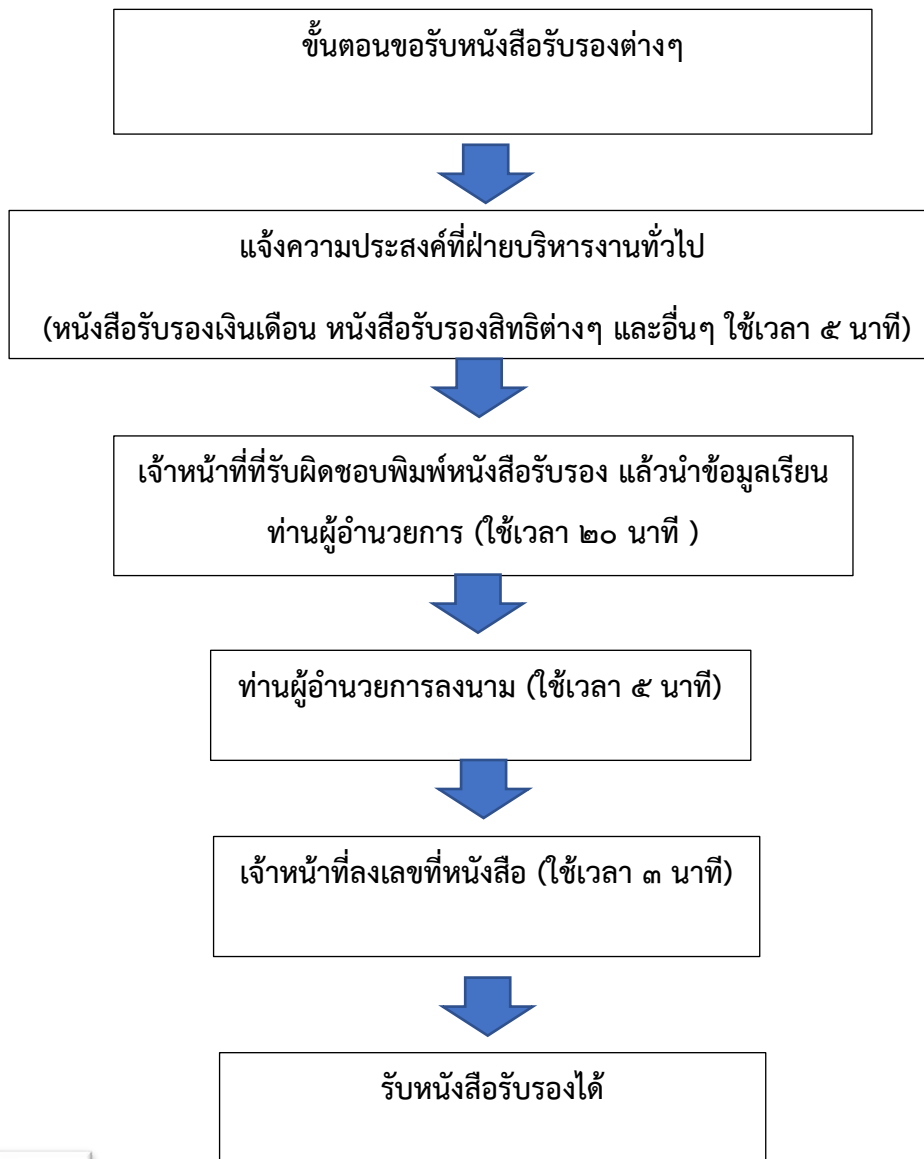 ขั้นตอนขอรับหนังสือรับรองต่างๆ
แจ้งความประสงค์ที่ฝ่ายบริหารงานทั่วไป
(หนังสือรับรองเงินเดือน หนังสือรับรองสิทธิต่างๆ และอื่นๆ ใช้เวลา ๕ นาที)
เจ้าหน้าที่ที่รับผิดชอบพิมพ์หนังสือรับรอง แล้วนำข้อมูลเรียน
ท่านผู้อำนวยการ (ใช้เวลา ๒๐ นาที )
ท่านผู้อำนวยการลงนาม (ใช้เวลา ๕ นาที)
เจ้าหน้าที่ลงเลขที่หนังสือ (ใช้เวลา ๓ นาที)
รับหนังสือรับรองได้